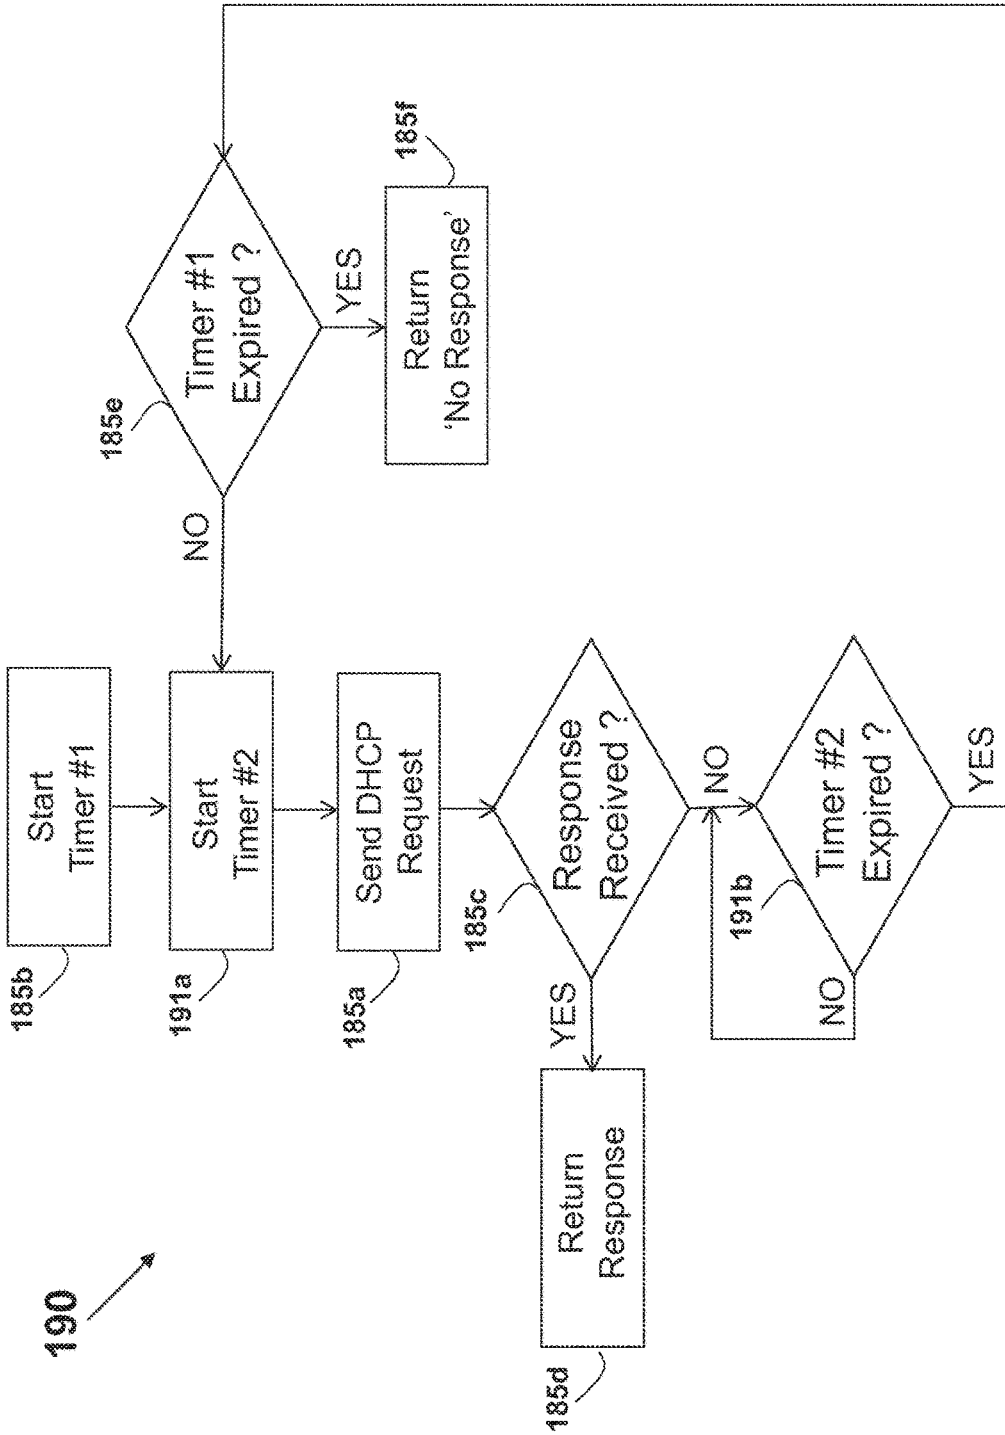 190
185b
Start
Timer #1
191a
Start
Timer #2
NO
185e
Timer #1
Expired ?
YES
185f
Return
'No Response'
185a
Send DHCP
Request
185c
Response
Received ?
YES
185d
Return
Response
NO
191b
Timer #2
Expired ?
NO
YES